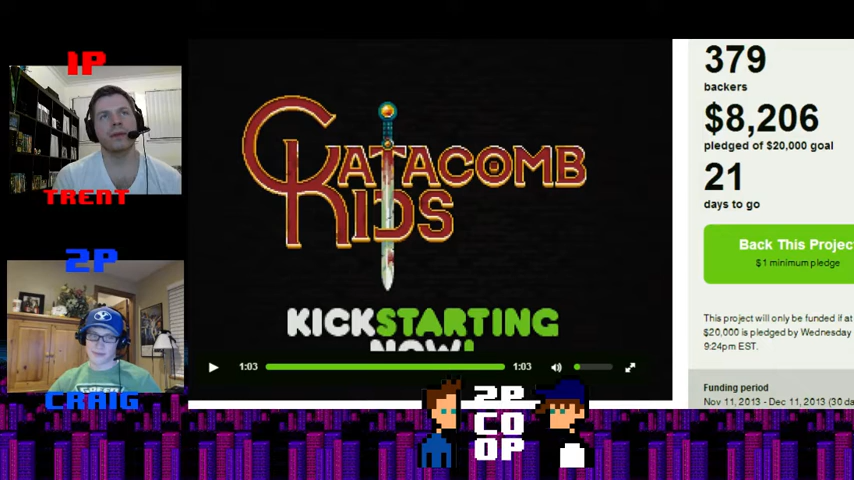 1P
TRENT
2P
CRAIG
KATACOMB
KIDS
KICKSTARTING
NOW!
1:03
1:03
2P
CO
OP
379
backers
$8,206
pledged of $20,000 goal
21
days to go
Back This Projec
$1 minimum pledge
This project will only be funded if at
$20,000 is pledged by Wednesday
9:24pm EST.
Funding period
Nov 11, 2013 - Dec 11, 2013 (30 da